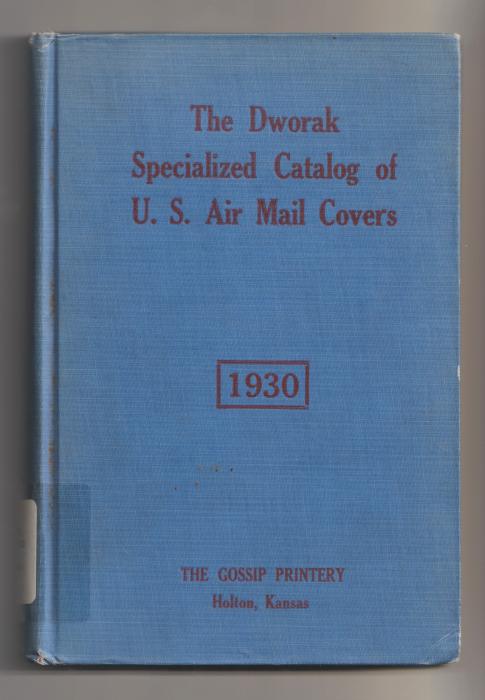 The Dworak
Specialized Catalog of
U. S. Air Mail Covers
1930
THE GOSSIP PRINTERY
Holton, Kansas